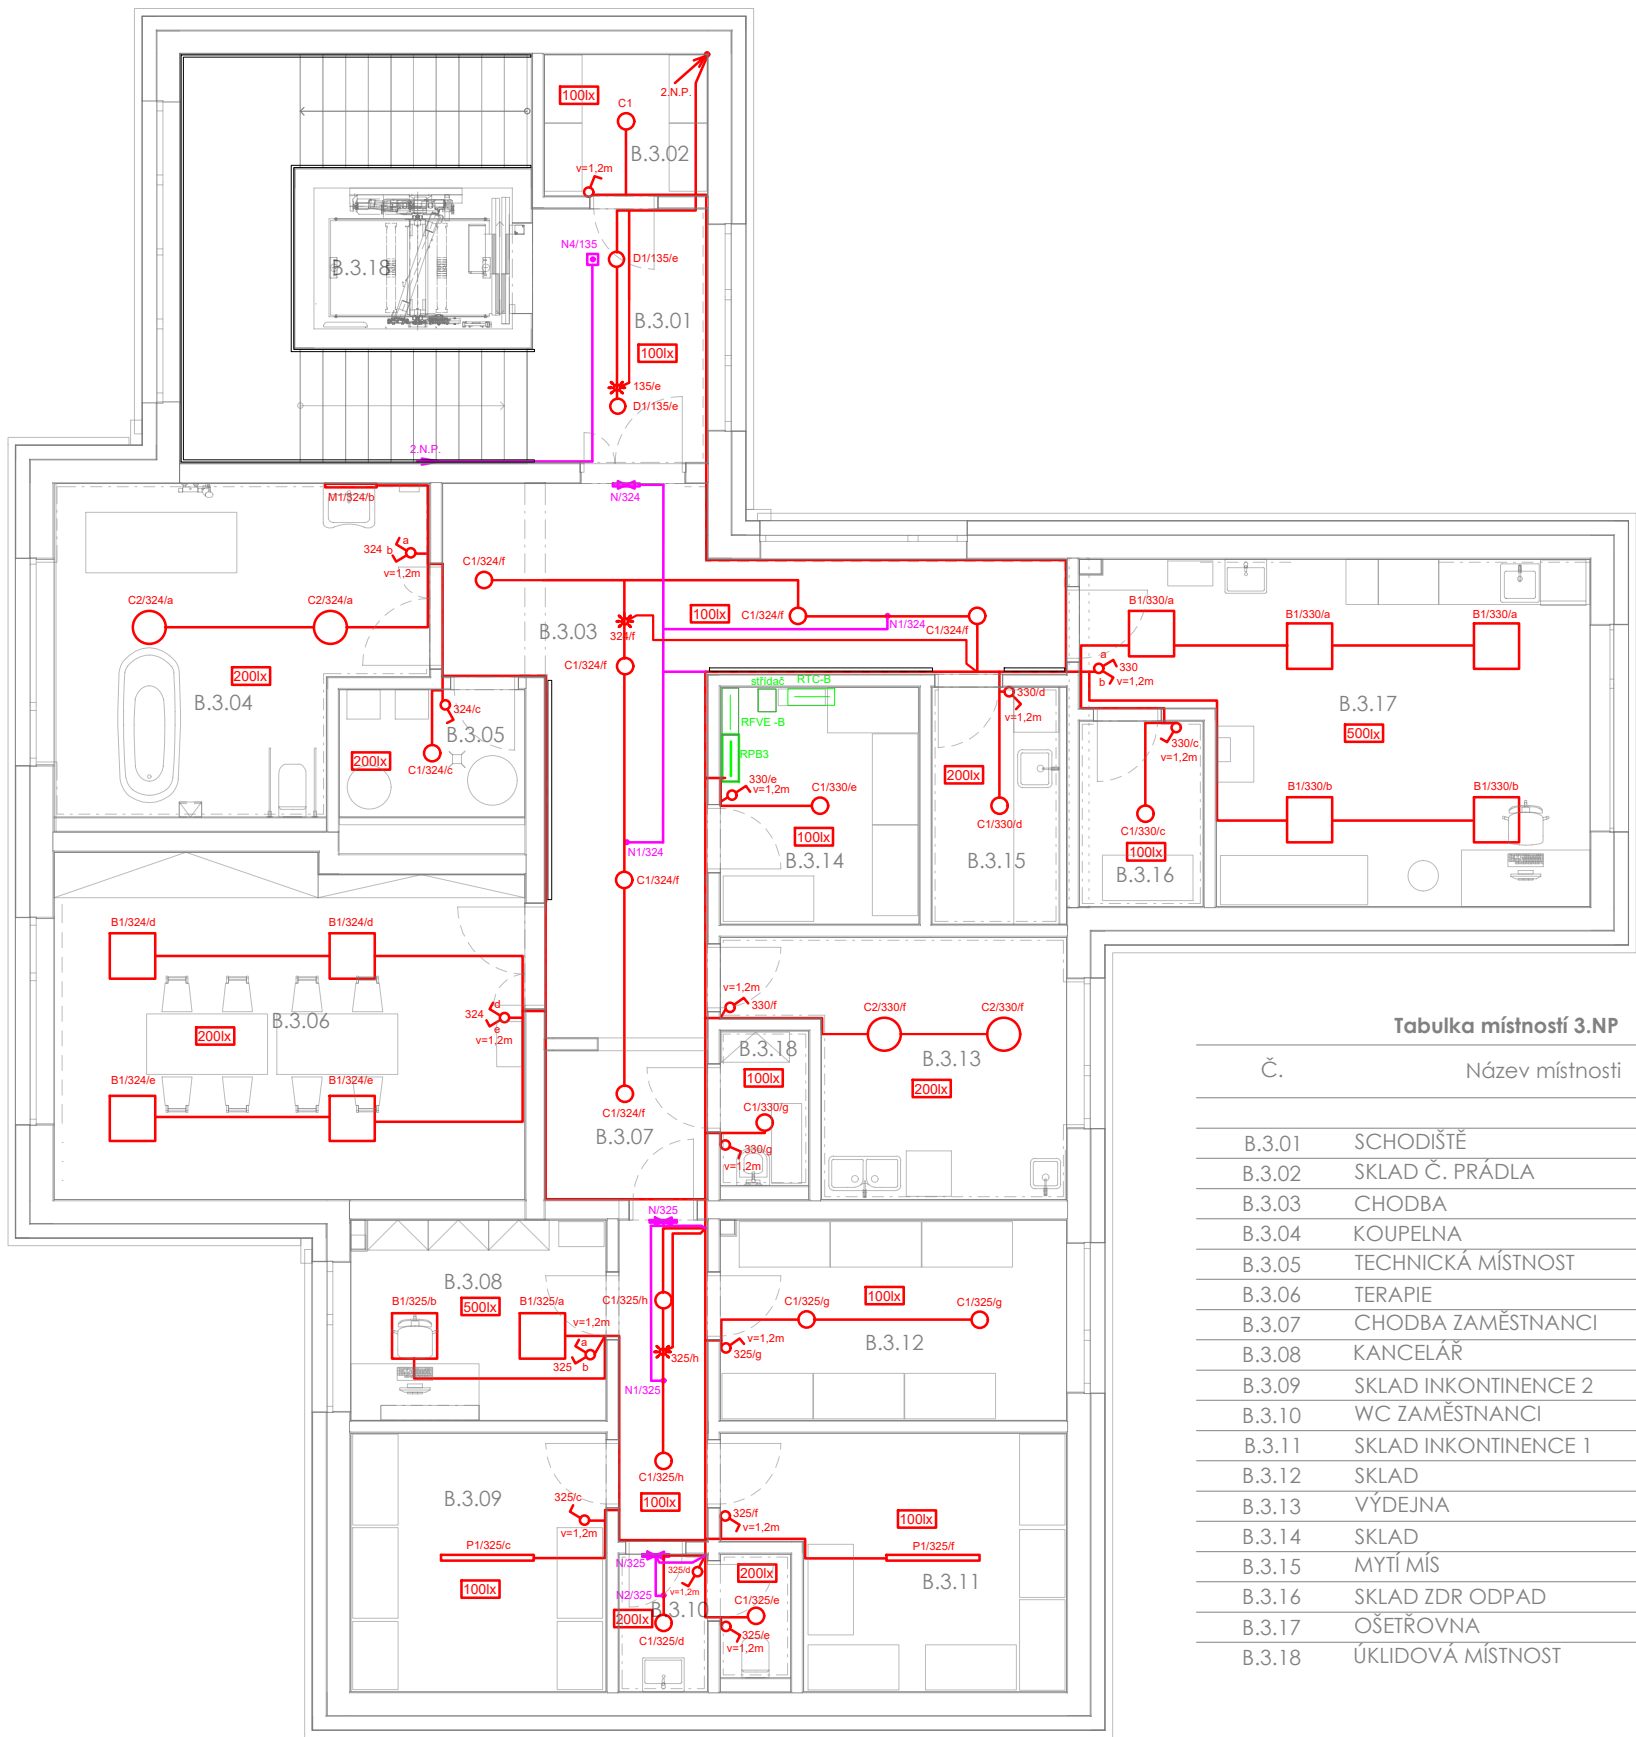 100lx
C1
2.N.P.
B.3.02
v=1,2m
N4/135
D1/135/e
B.3.18
B.3.01
100lx
135/e
D1/135/e
2.N.P.
M1/324/b
N/324
324
a
b
v=1,2m
C1/324/f
C2/324/a
C2/324/a
B.3.03
324/f
100lx
C1/324/f
N1/324
C1/324/f
C1/324/f
B1/330/a
B1/330/a
B1/330/a
a
330
b
v=1,2m
200lx
B.3.04
324/c
B.3.05
200lx
C1/324/c
střídač
RTC-B
RFVE -B
RPB3
330/d
v=1,2m
B.3.17
500lx
330/c
v=1,2m
330/e
v=1,2m
C1/330/e
200lx
C1/330/d
B1/330/b
B1/330/b
C1/330/c
100lx
B.3.14
B.3.15
100lx
B.3.16
N1/324
C1/324/f
B1/324/d
B1/324/d
324
d
e
v=1,2m
B.3.06
200lx
v=1,2m
330/f
C2/330/f
C2/330/f
B.3.18
B.3.13
100lx
200lx
B1/324/e
B1/324/e
C1/324/f
C1/330/g
B.3.07
330/g
v=1,2m
Tabulka místností 3.NP
Č. Název místnosti
B.3.01 SCHODIŠTĚ
B.3.02 SKLAD Č. PRÁDLA
B.3.03 CHODBA
B.3.04 KOUPELNA
B.3.05 TECHNICKÁ MÍSTNOST
B.3.06 TERAPIE
B.3.07 CHODBA ZAMĚSTNANCI
B.3.08 KANCELÁŘ
B.3.09 SKLAD INKONTINENCE 2
B.3.10 WC ZAMĚSTNANCI
B.3.11 SKLAD INKONTINENCE 1
B.3.12 SKLAD
B.3.13 VÝDEJNA
B.3.14 SKLAD
B.3.15 MYTÍ MÍS
B.3.16 SKLAD ZDR ODPAD
B.3.17 OŠETŘOVNA
B.3.18 ÚKLIDOVÁ MÍSTNOST
N/325
B.3.08
B1/325/b
500lx
B1/325/a
C1/325/h
v=1,2m
a
325
b
325/h
N1/325
100lx
C1/325/g
C1/325/g
v=1,2m
325/g
B.3.12
C1/325/h
100lx
B.3.09
325/c
v=1,2m
P1/325/c
100lx
325/f
v=1,2m
100lx
P1/325/f
B.3.11
N/325
325/d
v=1,2m
N2/325
200lx
B.3.10
C1/325/d
200lx
C1/325/e
325/e
v=1,2m